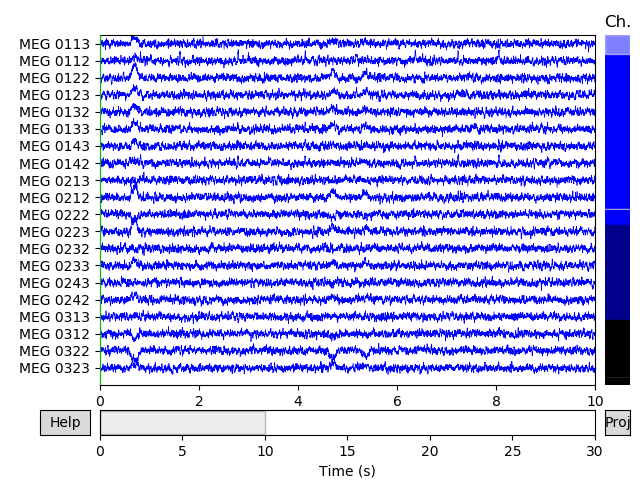 Ch.
MEG 0113
MEG 0112
MEG 0122
MEG 0123
MEG 0132
MEG 0133
MEG 0143
MEG 0142
MEG 0213
MEG 0212
MEG 0222
MEG 0223
MEG 0232
MEG 0233
MEG 0243
MEG 0242
MEG 0313
MEG 0312
MEG 0322
MEG 0323
0 2 4 6 8 10
Help Proj
0 5 10 15 20 25 30
Time (s)